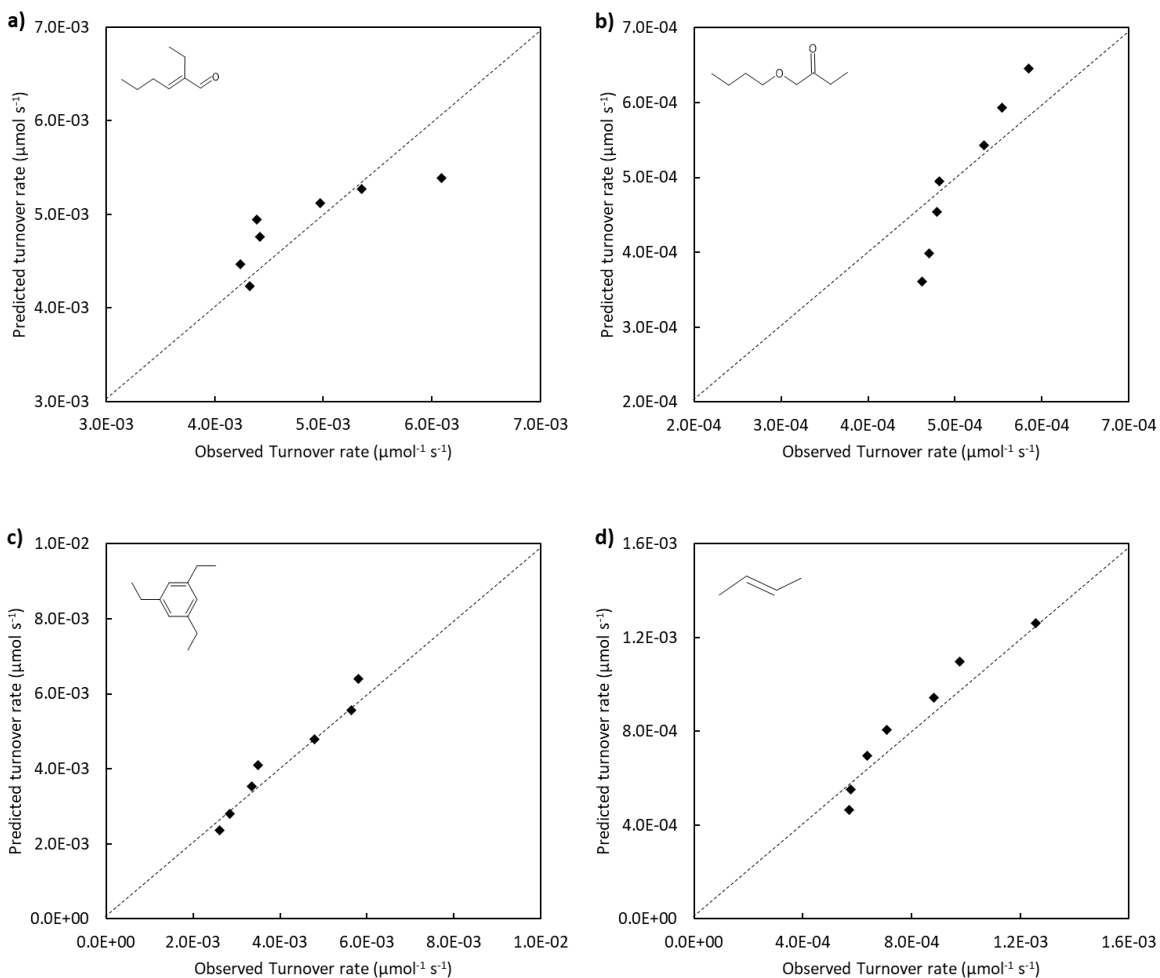 a)
7.0E-03
6.0E-03
5.0E-03
4.0E-03
3.0E-03
Predicted turnover rate (µmol s⁻¹)
O
3.0E-03 4.0E-03 5.0E-03 6.0E-03 7.0E-03
Observed Turnover rate (µmol⁻¹ s⁻¹)
b)
7.0E-04
6.0E-04
5.0E-04
4.0E-04
3.0E-04
2.0E-04
Predicted turnover rate (µmol s⁻¹)
O
O
2.0E-04 3.0E-04 4.0E-04 5.0E-04 6.0E-04 7.0E-04
Observed Turnover rate (µmol⁻¹ s⁻¹)
c)
1.0E-02
8.0E-03
6.0E-03
4.0E-03
2.0E-03
0.0E+00
Predicted turnover rate (µmol s⁻¹)
0.0E+00 2.0E-03 4.0E-03 6.0E-03 8.0E-03 1.0E-02
Observed Turnover rate (µmol⁻¹ s⁻¹)
d)
1.6E-03
1.2E-03
8.0E-04
4.0E-04
0.0E+00
Predicted turnover rate (µmol s⁻¹)
0.0E+00 4.0E-04 8.0E-04 1.2E-03 1.6E-03
Observed Turnover rate (µmol⁻¹ s⁻¹)